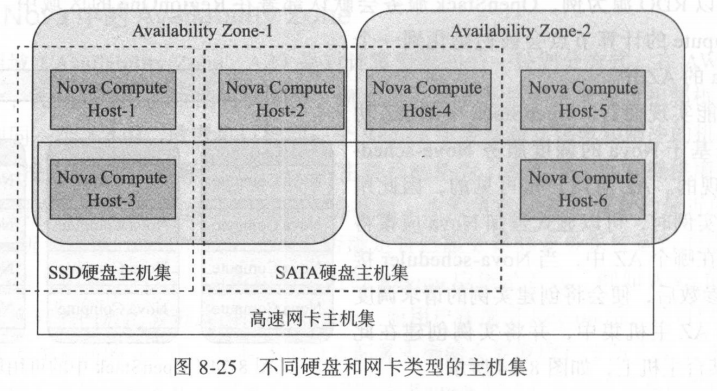 Availability Zone-1
Availability Zone-2
Nova Compute
Host-1
Nova Compute
Host-2
Nova Compute
Host-4
Nova Compute
Host-5
Nova Compute
Host-3
Nova Compute
Host-6
SSD硬盘主机集
SATA硬盘主机集
高速网卡主机集
图 8-25 不同硬盘和网卡类型的主机集